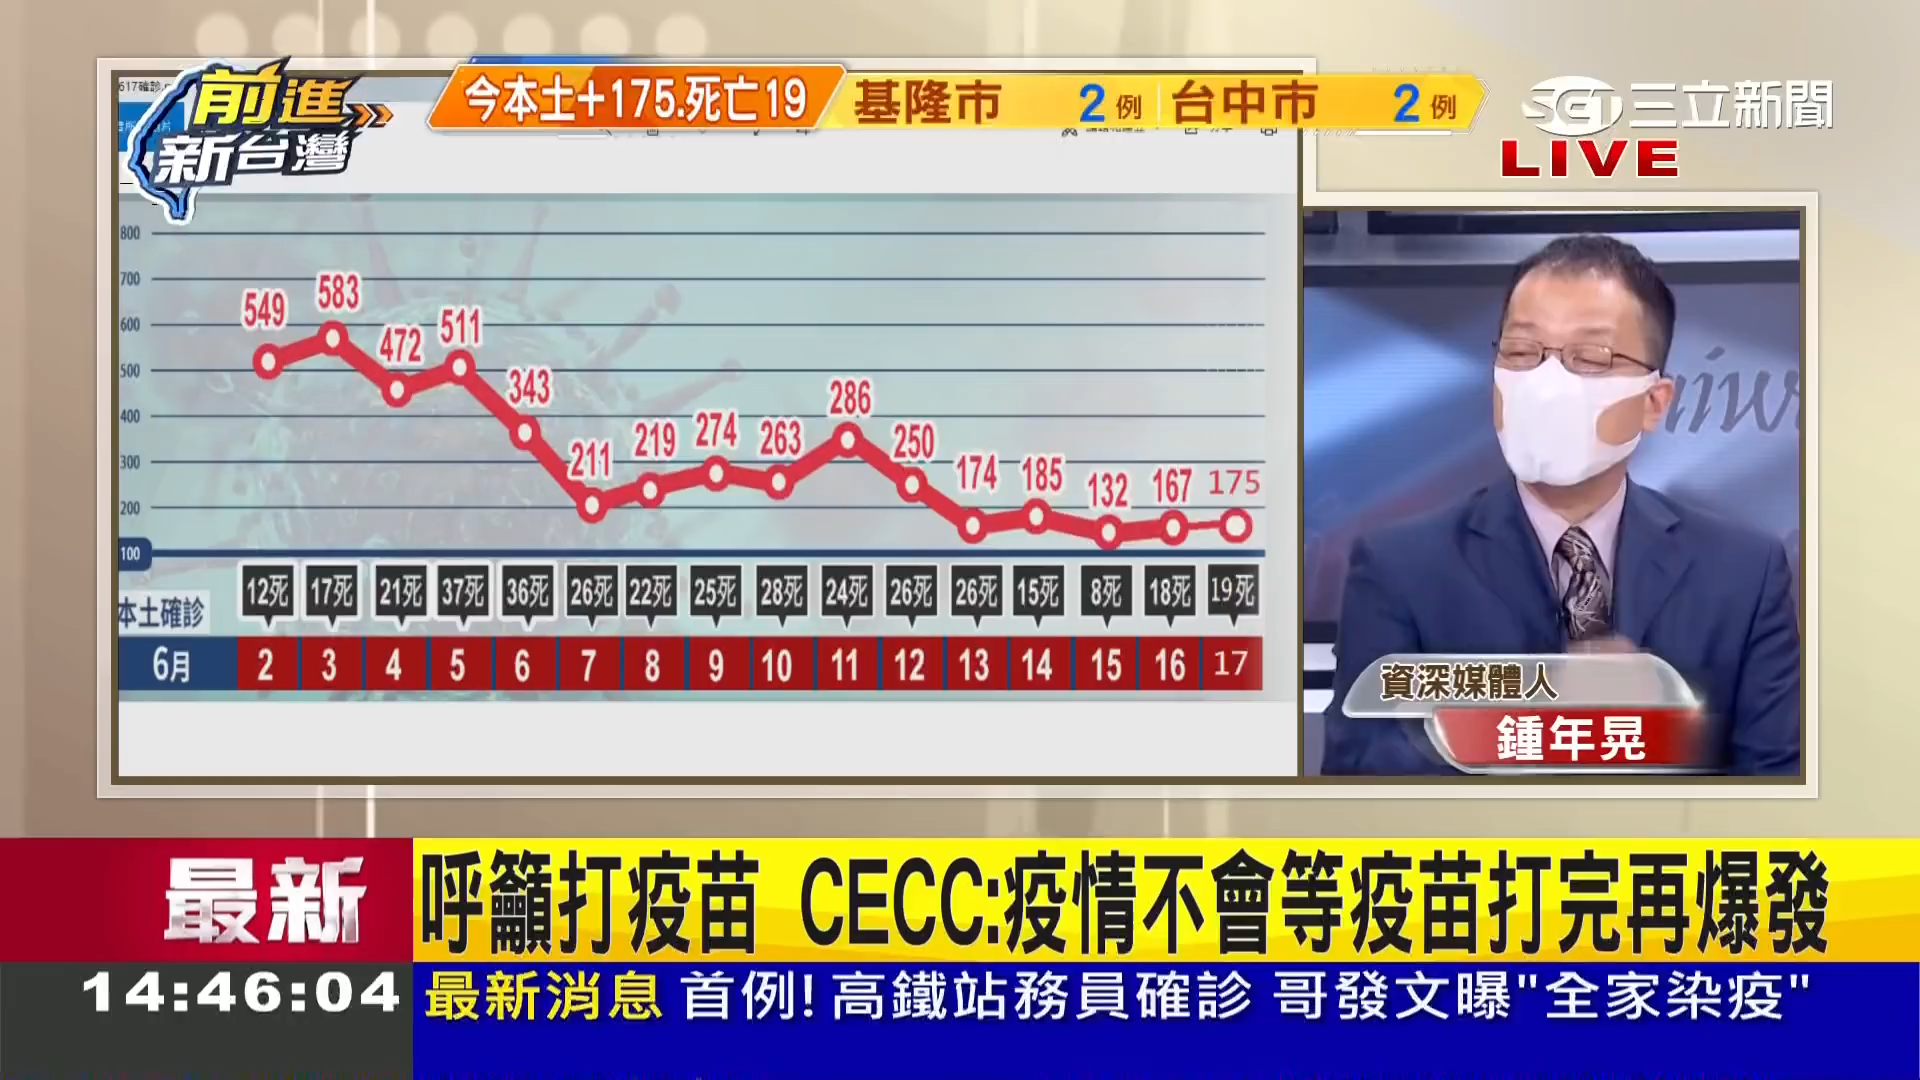 前進
新台灣
今本土+175.死亡19 基隆市 2例 台中市 2例
SET三立新聞
LIVE
800
700
600
500
400
300
200
100
549 583 472 511 343 211 219 274 263 286 250 174 185 132 167 175
12死 17死 21死 37死 36死 26死 22死 25死 28死 24死 26死 26死 15死 8死 18死 19死
本土確診
6月 2 3 4 5 6 7 8 9 10 11 12 13 14 15 16 17
資深媒體人
鍾年晃
最新 呼籲打疫苗 CECC:疫情不會等疫苗打完再爆發
14:46:04 最新消息 首例!高鐵站務員確診 哥發文曝"全家染疫"